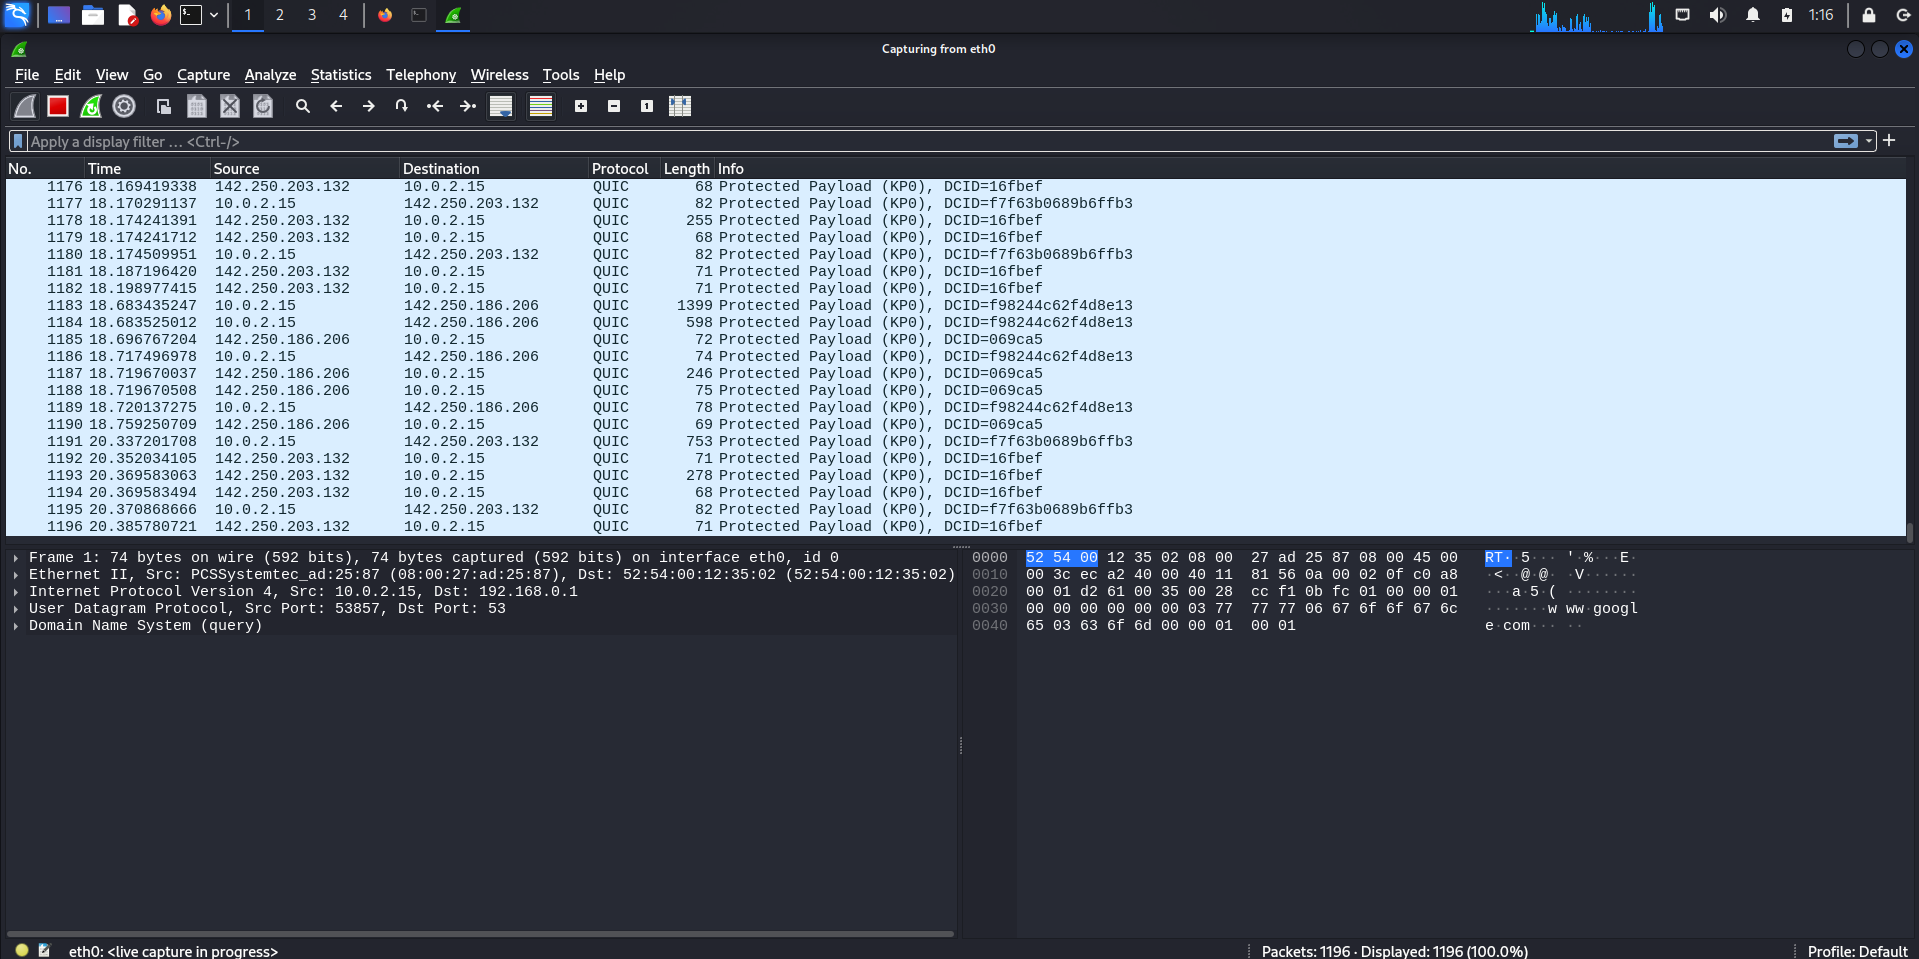 1 2 3 4 1:16
Capturing from eth0
File Edit View Go Capture Analyze Statistics Telephony Wireless Tools Help
Apply a display filter … <Ctrl-/>
No. Time Source Destination Protocol Length Info
1176 18.169419338 142.250.203.132 10.0.2.15 QUIC 68 Protected Payload (KP0), DCID=16fbef
1177 18.170291137 10.0.2.15 142.250.203.132 QUIC 82 Protected Payload (KP0), DCID=f7f63b0689b6ffb3
1178 18.174241391 142.250.203.132 10.0.2.15 QUIC 255 Protected Payload (KP0), DCID=16fbef
1179 18.174241712 142.250.203.132 10.0.2.15 QUIC 68 Protected Payload (KP0), DCID=16fbef
1180 18.174509951 10.0.2.15 142.250.203.132 QUIC 82 Protected Payload (KP0), DCID=f7f63b0689b6ffb3
1181 18.187196420 142.250.203.132 10.0.2.15 QUIC 71 Protected Payload (KP0), DCID=16fbef
1182 18.198977415 142.250.203.132 10.0.2.15 QUIC 71 Protected Payload (KP0), DCID=16fbef
1183 18.683435247 10.0.2.15 142.250.186.206 QUIC 1399 Protected Payload (KP0), DCID=f98244c62f4d8e13
1184 18.683525012 10.0.2.15 142.250.186.206 QUIC 598 Protected Payload (KP0), DCID=f98244c62f4d8e13
1185 18.696767204 142.250.186.206 10.0.2.15 QUIC 72 Protected Payload (KP0), DCID=069ca5
1186 18.717496978 10.0.2.15 142.250.186.206 QUIC 74 Protected Payload (KP0), DCID=f98244c62f4d8e13
1187 18.719670037 142.250.186.206 10.0.2.15 QUIC 246 Protected Payload (KP0), DCID=069ca5
1188 18.719670508 142.250.186.206 10.0.2.15 QUIC 75 Protected Payload (KP0), DCID=069ca5
1189 18.720137275 10.0.2.15 142.250.186.206 QUIC 78 Protected Payload (KP0), DCID=f98244c62f4d8e13
1190 18.759250709 142.250.186.206 10.0.2.15 QUIC 69 Protected Payload (KP0), DCID=069ca5
1191 20.337201708 10.0.2.15 142.250.203.132 QUIC 753 Protected Payload (KP0), DCID=f7f63b0689b6ffb3
1192 20.352034105 142.250.203.132 10.0.2.15 QUIC 71 Protected Payload (KP0), DCID=16fbef
1193 20.369583063 142.250.203.132 10.0.2.15 QUIC 278 Protected Payload (KP0), DCID=16fbef
1194 20.369583494 142.250.203.132 10.0.2.15 QUIC 68 Protected Payload (KP0), DCID=16fbef
1195 20.370868666 10.0.2.15 142.250.203.132 QUIC 82 Protected Payload (KP0), DCID=f7f63b0689b6ffb3
1196 20.385780721 142.250.203.132 10.0.2.15 QUIC 71 Protected Payload (KP0), DCID=16fbef
Frame 1: 74 bytes on wire (592 bits), 74 bytes captured (592 bits) on interface eth0, id 0
Ethernet II, Src: PCSSystemtec_ad:25:87 (08:00:27:ad:25:87), Dst: 52:54:00:12:35:02 (52:54:00:12:35:02)
Internet Protocol Version 4, Src: 10.0.2.15, Dst: 192.168.0.1
User Datagram Protocol, Src Port: 53857, Dst Port: 53
Domain Name System (query)
0000 52 54 00 12 35 02 08 00 27 ad 25 87 08 00 45 00 RT··5··· '·%···E·
0010 00 3c ec a2 40 00 40 11 81 56 0a 00 02 0f c0 a8 ·<··@·@· ·V······
0020 00 01 d2 61 00 35 00 28 cc f1 0b fc 01 00 00 01 ···a·5·( ········
0030 00 00 00 00 00 00 03 77 77 77 06 67 6f 6f 67 6c ·······w ww·googl
0040 65 03 63 6f 6d 00 00 01 00 01 e·com··· ··
eth0: <live capture in progress>
Packets: 1196 · Displayed: 1196 (100.0%)
Profile: Default